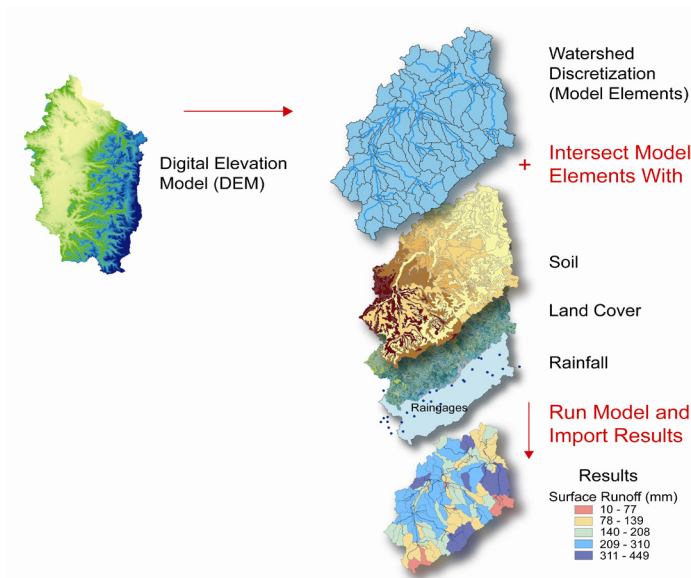 Watershed
Discretization
(Model Elements)
Digital Elevation
Model (DEM)
+ Intersect Model
Elements With
Soil
Land Cover
Rainfall
Raingages
Run Model and
Import Results
Results
Surface Runoff (mm)
10 - 77
78 - 139
140 - 208
209 - 310
311 - 449